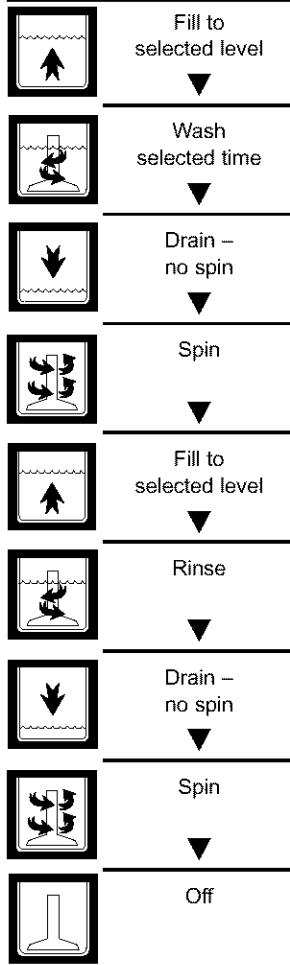 Fill to
selected level
Wash
selected time
Drain –
no spin
Spin
Fill to
selected level
Rinse
Drain –
no spin
Spin
Off